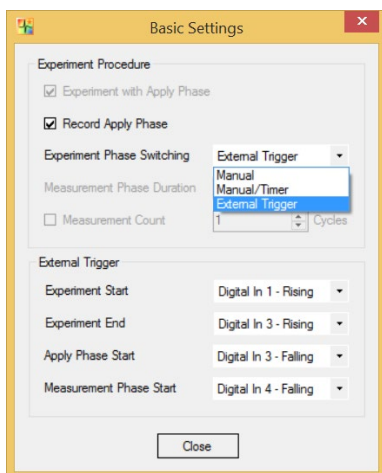 Basic Settings
x
Experiment Procedure
Experiment with Apply Phase
Record Apply Phase
Experiment Phase Switching External Trigger
Manual
Manual/Timer
External Trigger
Measurement Phase Duration
Measurement Count 1 Cycles
External Trigger
Experiment Start Digital In 1 - Rising
Experiment End Digital In 3 - Rising
Apply Phase Start Digital In 3 - Falling
Measurement Phase Start Digital In 4 - Falling
Close